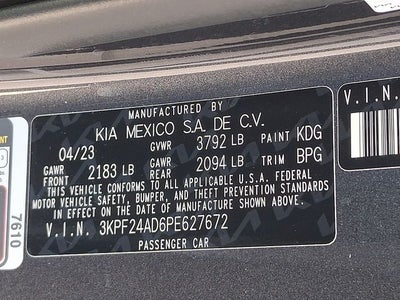 MANUFACTURED BY
KIA MEXICO S.A. DE C.V.
04/23 GVWR 3792 LB PAINT KDG
GAWR FRONT 2183 LB GAWR REAR 2094 LB TRIM BPG
THIS VEHICLE CONFORMS TO ALL APPLICABLE U.S.A. FEDERAL
MOTOR VEHICLE SAFETY, BUMPER, AND THEFT PREVENTION STANDARDS
IN EFFECT ON THE DATE OF MANUFACTURE SHOWN ABOVE.
V.I.N. 3KPF24AD6PE627672
PASSENGER CAR
V.I.N.
7610